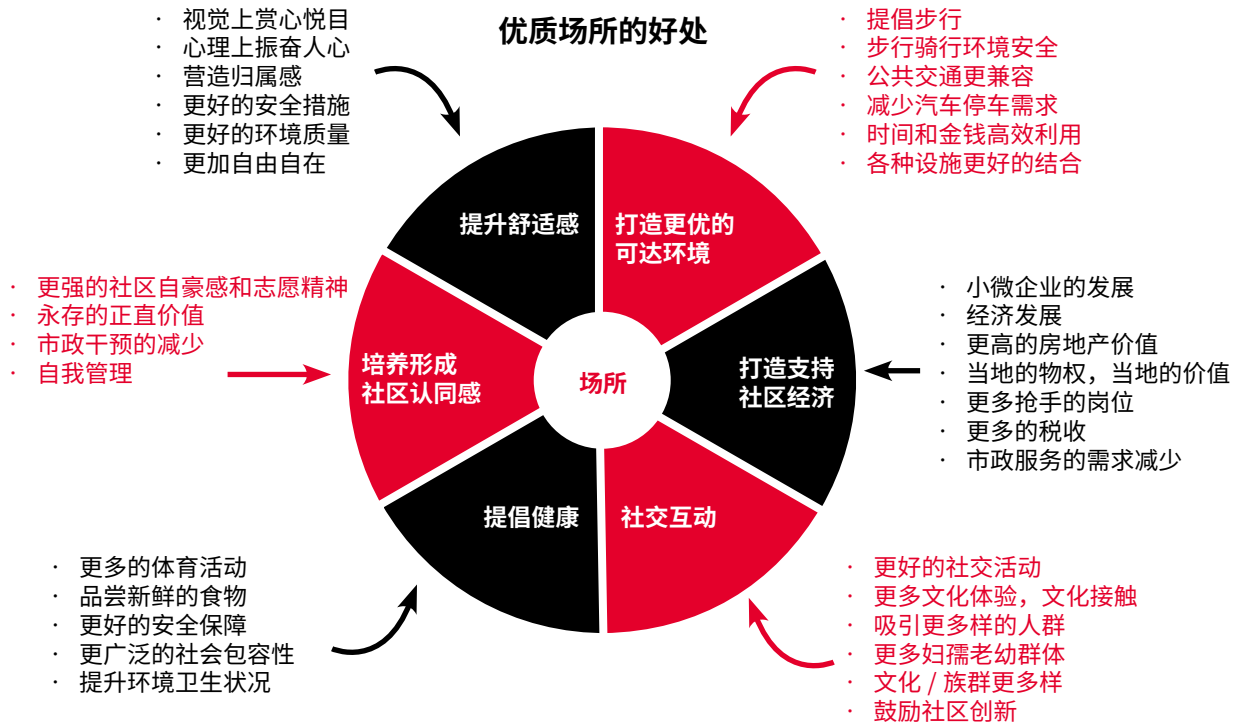 优质场所的好处
· 视觉上赏心悦目
· 心理上振奋人心
· 营造归属感
· 更好的安全措施
· 更好的环境质量
· 更加自由自在
· 提倡步行
· 步行骑行环境安全
· 公共交通更兼容
· 减少汽车停车需求
· 时间和金钱高效利用
· 各种设施更好的结合
提升舒适感
打造更优的
可达环境
· 更强的社区自豪感和志愿精神
· 永存的正直价值
· 市政干预的减少
· 自我管理
培养形成
社区认同感
场所
打造支持
社区经济
· 小微企业的发展
· 经济发展
· 更高的房地产价值
· 当地的物权，当地的价值
· 更多抢手的岗位
· 更多的税收
· 市政服务的需求减少
提倡健康
社交互动
· 更多的体育活动
· 品尝新鲜的食物
· 更好的安全保障
· 更广泛的社会包容性
· 提升环境卫生状况
· 更好的社交活动
· 更多文化体验，文化接触
· 吸引更多样的人群
· 更多妇孺老幼群体
· 文化 / 族群更多样
· 鼓励社区创新